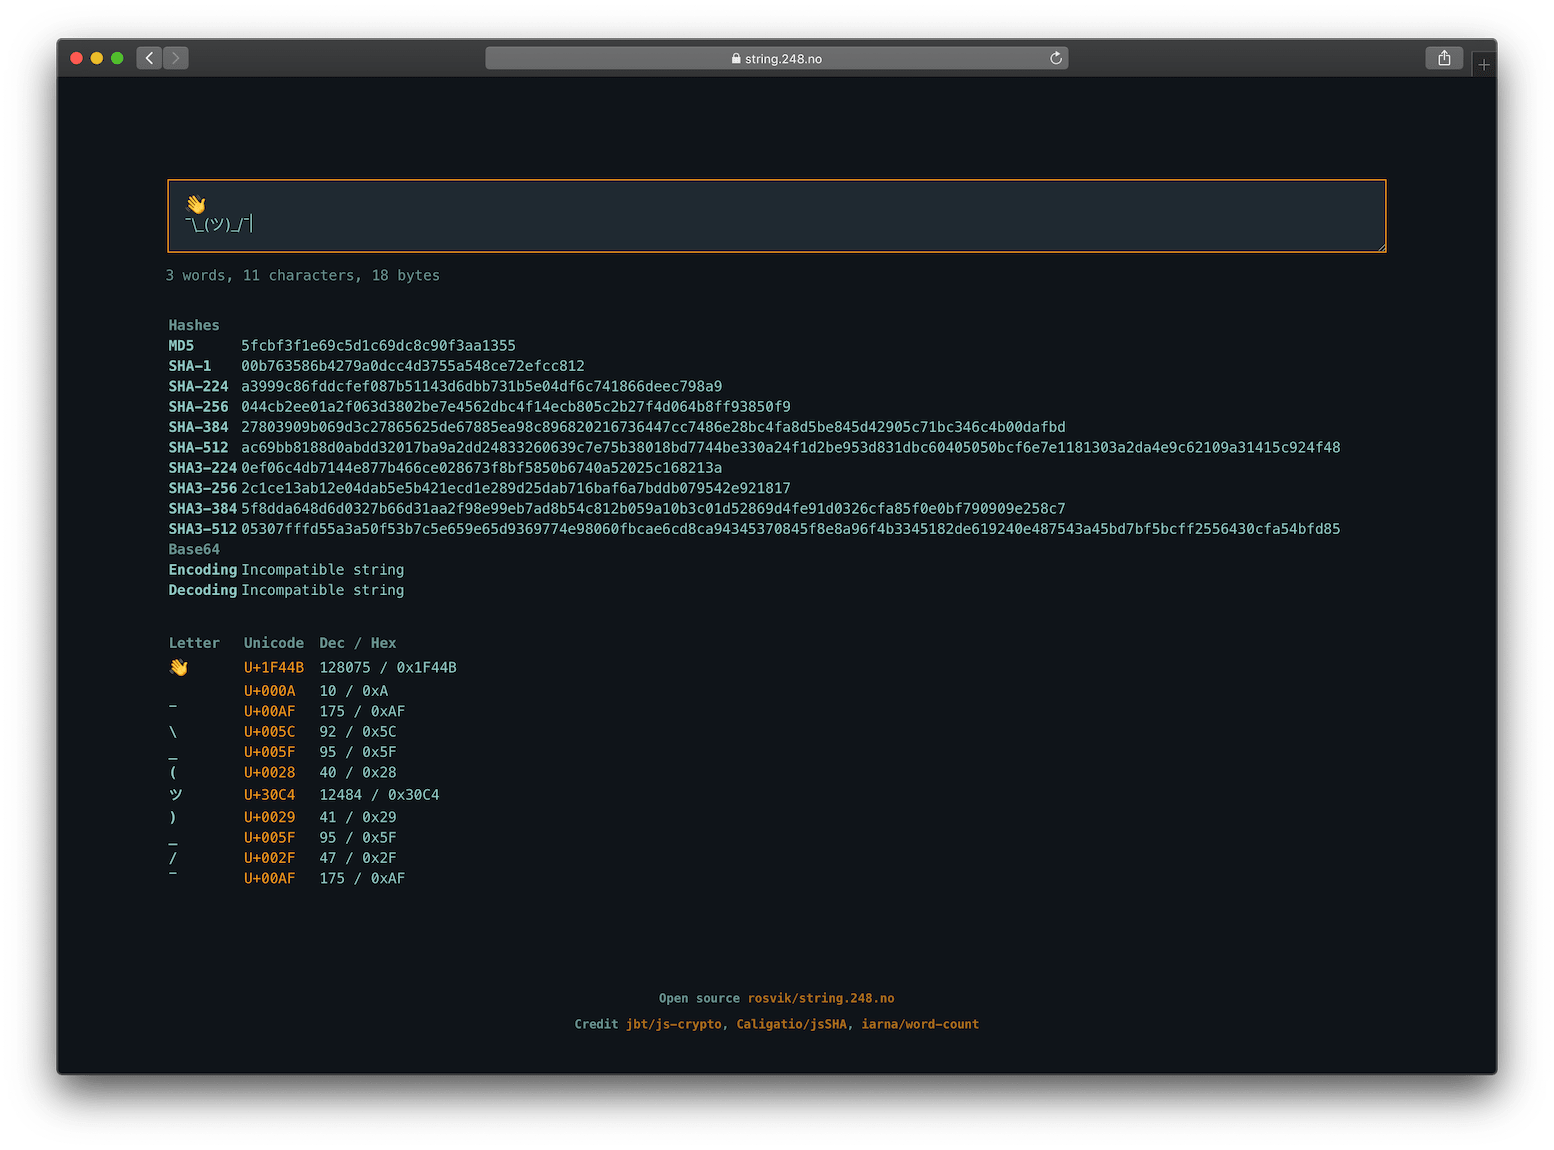 string.248.no
👋
¯\_(ツ)_/¯
3 words, 11 characters, 18 bytes
Hashes
MD5 5fcbf3f1e69c5d1c69dc8c90f3aa1355
SHA-1 00b763586b4279a0dcc4d3755a548ce72efcc812
SHA-224 a3999c86fddcfef087b51143d6dbb731b5e04df6c741866deec798a9
SHA-256 044cb2ee01a2f063d3802be7e4562dbc4f14ecb805c2b27f4d064b8ff93850f9
SHA-384 27803909b069d3c27865625de67885ea98c896820216736447cc7486e28bc4fa8d5be845d42905c71bc346c4b00dafbd
SHA-512 ac69bb8188d0abdd32017ba9a2dd24833260639c7e75b38018bd7744be330a24f1d2be953d831dbc60405050bcf6e7e1181303a2da4e9c62109a31415c924f48
SHA3-224 0ef06c4db7144e877b466ce028673f8bf5850b6740a52025c168213a
SHA3-256 2c1ce13ab12e04dab5e5b421ecd1e289d25dab716baf6a7bddb079542e921817
SHA3-384 5f8dda648d6d0327b66d31aa2f98e99eb7ad8b54c812b059a10b3c01d52869d4fe91d0326cfa85f0e0bf790909e258c7
SHA3-512 05307fffd55a3a50f53b7c5e659e65d9369774e98060fbcae6cd8ca94345370845f8e8a96f4b3345182de619240e487543a45bd7bf5bcff2556430cfa54bfd85
Base64
Encoding Incompatible string
Decoding Incompatible string
Letter Unicode Dec / Hex
👋 U+1F44B 128075 / 0x1F44B
U+000A 10 / 0xA
¯ U+00AF 175 / 0xAF
\ U+005C 92 / 0x5C
_ U+005F 95 / 0x5F
( U+0028 40 / 0x28
ツ U+30C4 12484 / 0x30C4
) U+0029 41 / 0x29
_ U+005F 95 / 0x5F
/ U+002F 47 / 0x2F
¯ U+00AF 175 / 0xAF
Open source rosvik/string.248.no
Credit jbt/js-crypto, Caligatio/jsSHA, iarna/word-count